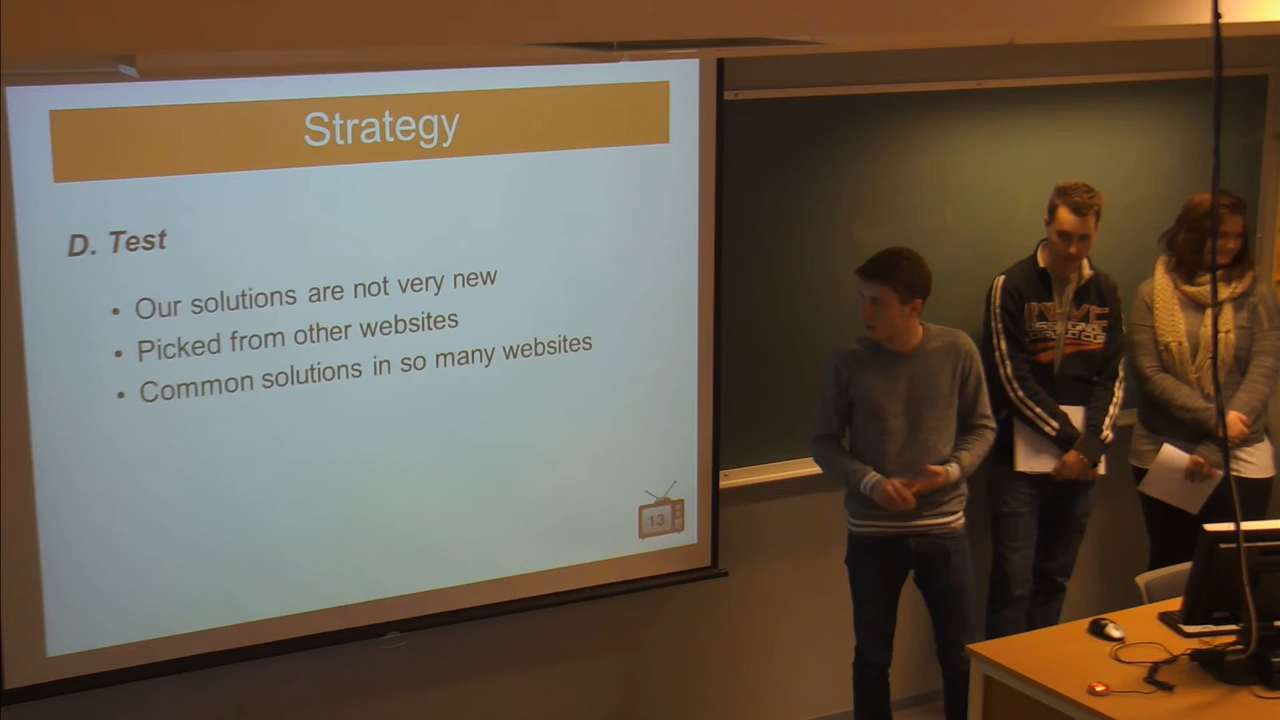 Strategy
D. Test
• Our solutions are not very new
• Picked from other websites
• Common solutions in so many websites
13